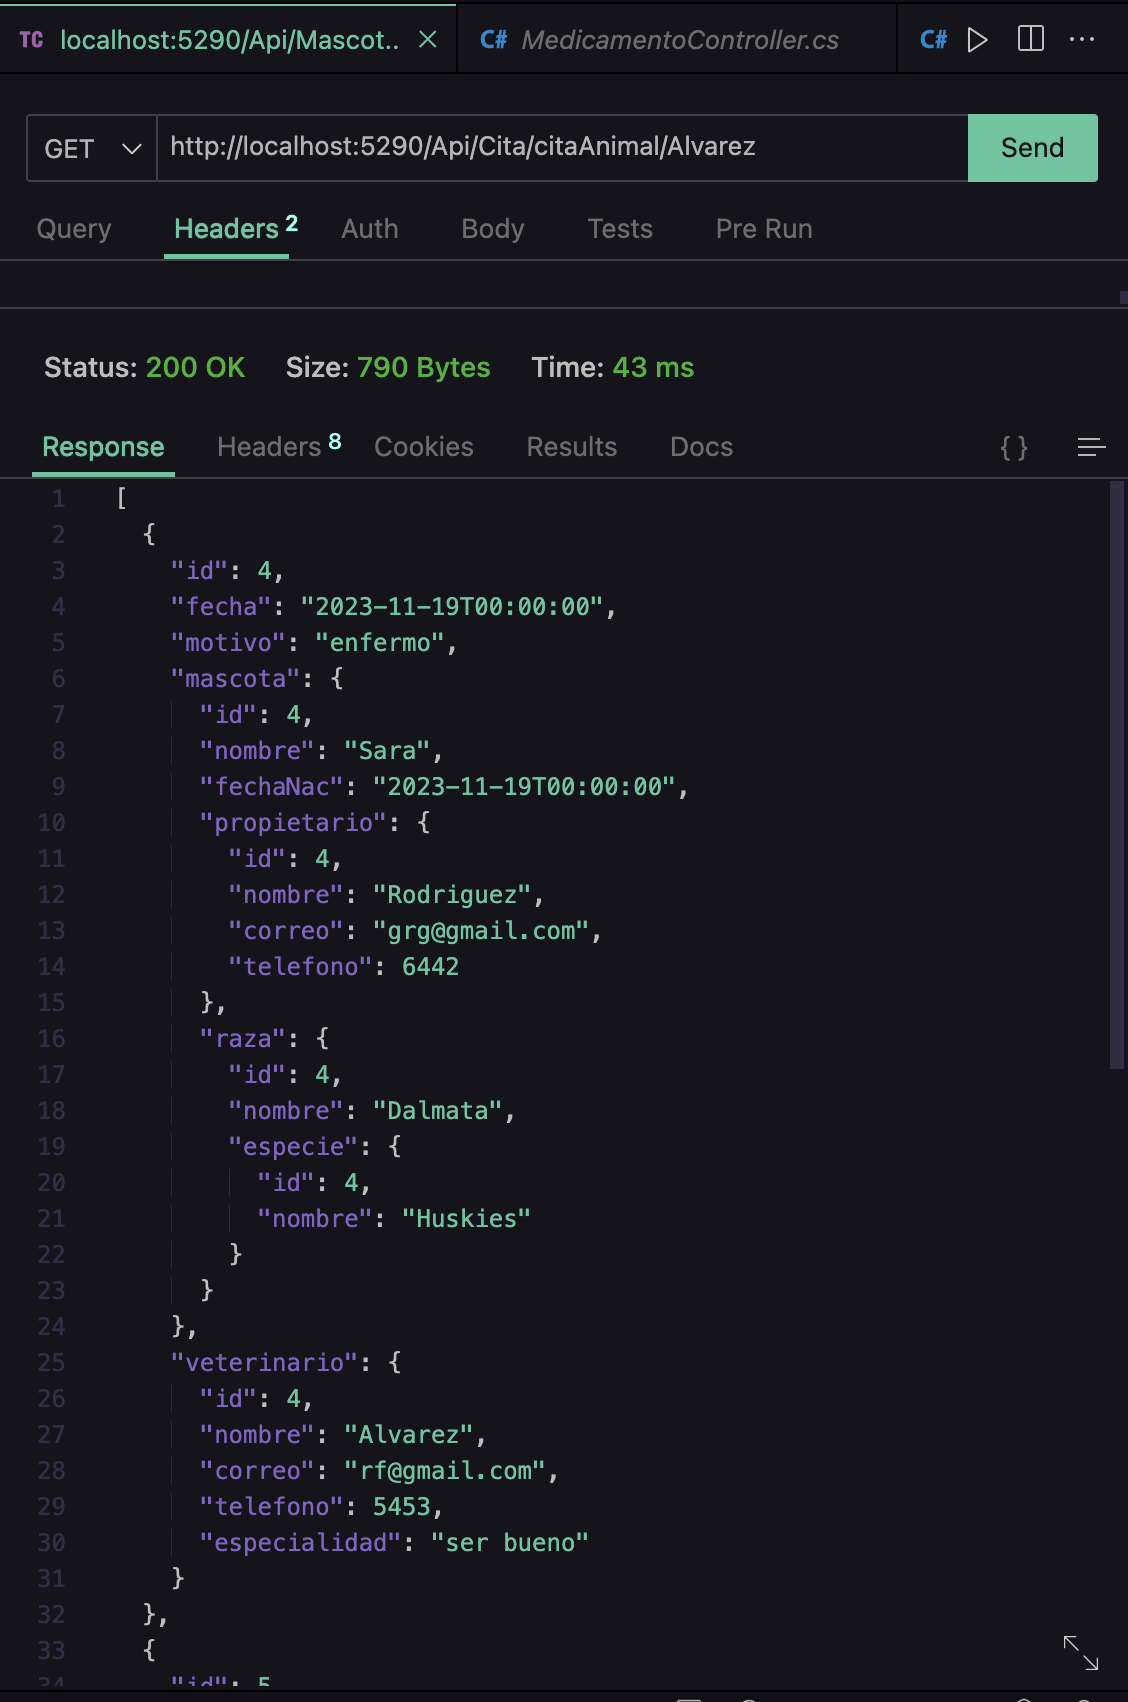 TC localhost:5290/Api/Mascot.. C# MedicamentoController.cs C#
GET http://localhost:5290/Api/Cita/citaAnimal/Alvarez Send
Query Headers 2 Auth Body Tests Pre Run
Status: 200 OK Size: 790 Bytes Time: 43 ms
Response Headers 8 Cookies Results Docs {}
1 [
2 {
3 "id": 4,
4 "fecha": "2023-11-19T00:00:00",
5 "motivo": "enfermo",
6 "mascota": {
7 "id": 4,
8 "nombre": "Sara",
9 "fechaNac": "2023-11-19T00:00:00",
10 "propietario": {
11 "id": 4,
12 "nombre": "Rodriguez",
13 "correo": "grg@gmail.com",
14 "telefono": 6442
15 },
16 "raza": {
17 "id": 4,
18 "nombre": "Dalmata",
19 "especie": {
20 "id": 4,
21 "nombre": "Huskies"
22 }
23 }
24 },
25 "veterinario": {
26 "id": 4,
27 "nombre": "Alvarez",
28 "correo": "rf@gmail.com",
29 "telefono": 5453,
30 "especialidad": "ser bueno"
31 }
32 },
33 {
34 "id": 5